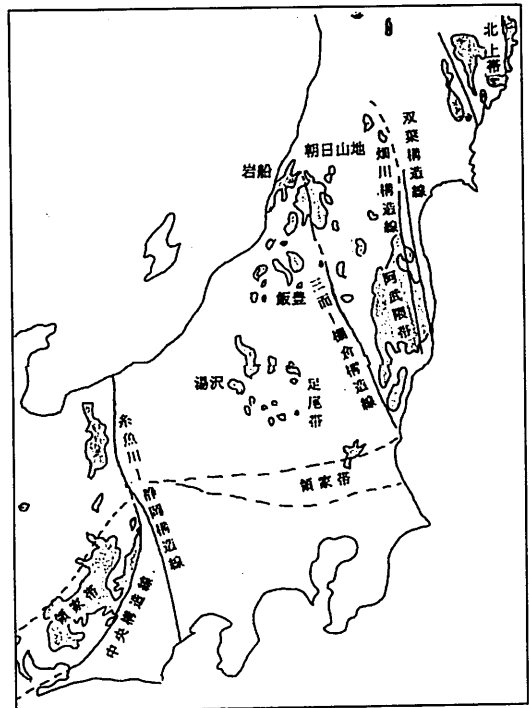 北上帯
双葉構造線
畑川構造線
朝日山地
岩船
飯豊
三面-棚倉構造線
阿武隈帯
湯沢
足尾帯
糸魚川-静岡構造線
領家帯
領家帯
中央構造線